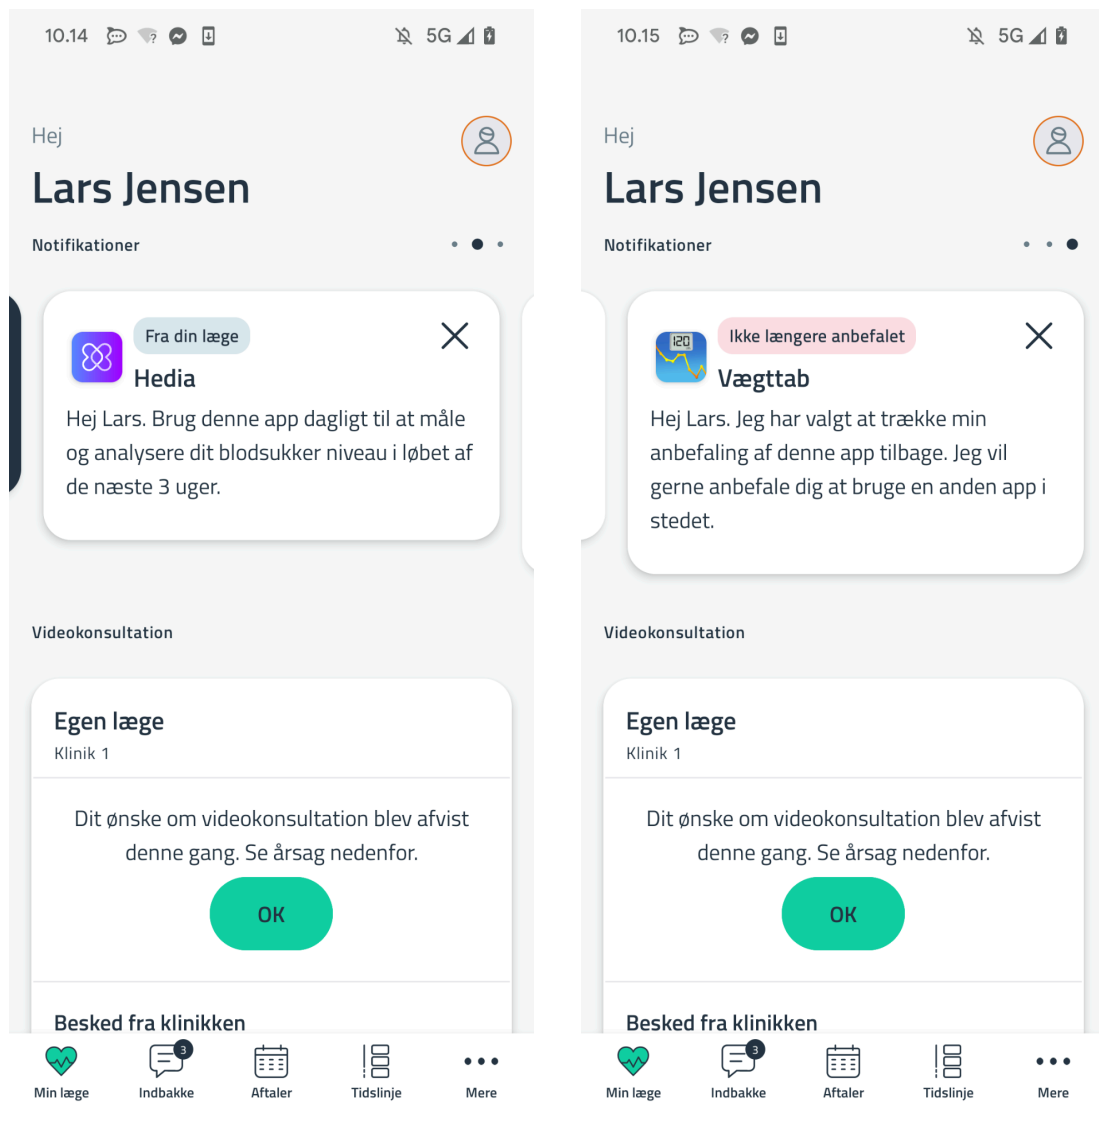 10.14
5G
Hej
Lars Jensen
Notifikationer
Fra din læge
Hedia
Hej Lars. Brug denne app dagligt til at måle
og analysere dit blodsukker niveau i løbet af
de næste 3 uger.
Videokonsultation
Egen læge
Klinik 1
Dit ønske om videokonsultation blev afvist
denne gang. Se årsag nedenfor.
OK
Besked fra klinikken
3
Min læge
Indbakke
Aftaler
Tidslinje
Mere
10.15
5G
Hej
Lars Jensen
Notifikationer
120
Ikke længere anbefalet
Vægttab
Hej Lars. Jeg har valgt at trække min
anbefaling af denne app tilbage. Jeg vil
gerne anbefale dig at bruge en anden app i
stedet.
Videokonsultation
Egen læge
Klinik 1
Dit ønske om videokonsultation blev afvist
denne gang. Se årsag nedenfor.
OK
Besked fra klinikken
3
Min læge
Indbakke
Aftaler
Tidslinje
Mere